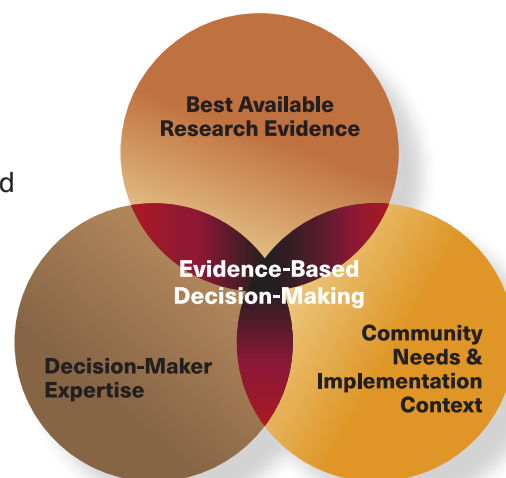 Best Available
Research Evidence
d
Evidence-Based
Decision-Making
Community
Needs &
Implementation
Context
Decision-Maker
Expertise